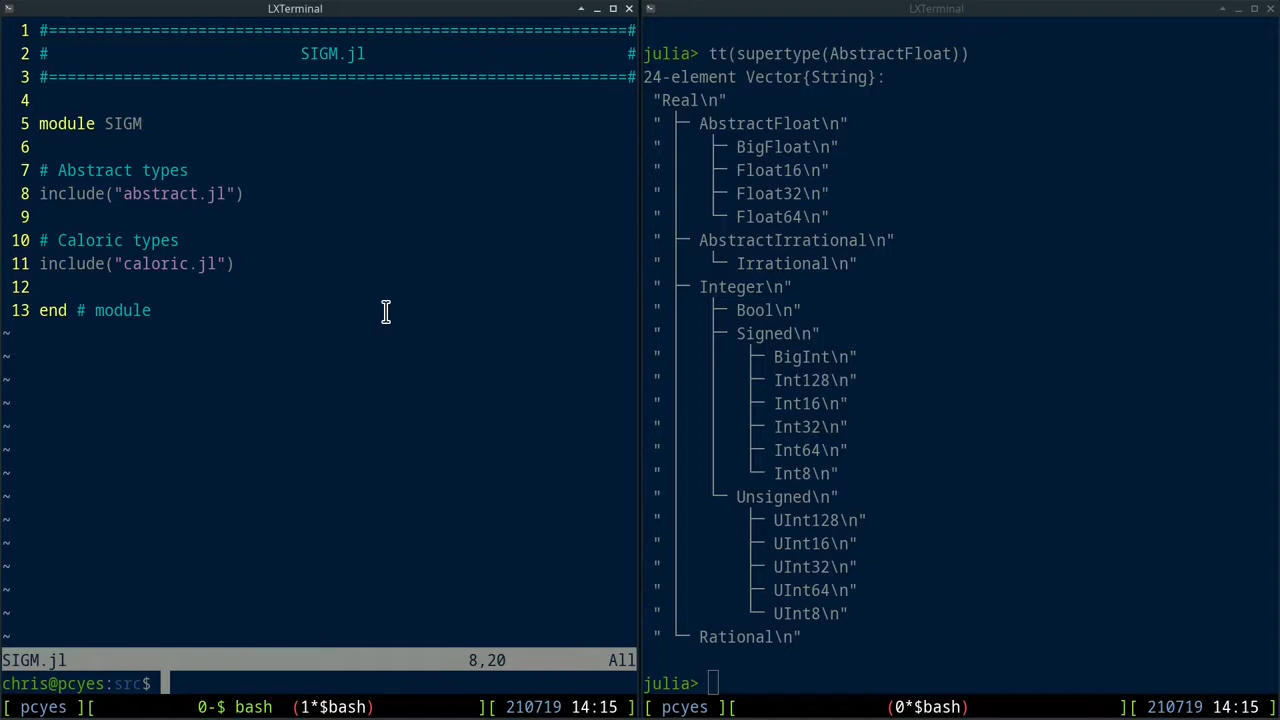 LXTerminal
1 #==============================================================#
2 # SIGM.jl #
3 #==============================================================#
4
5 module SIGM
6
7 # Abstract types
8 include("abstract.jl")
9
10 # Caloric types
11 include("caloric.jl")
12
13 end # module
~
~
~
~
~
~
~
~
~
~
~
~
~
~
SIGM.jl 8,20 All
chris@pcyes:src$
[ pcyes ][ 0-$ bash (1*$bash) ][ 210719 14:15 ]
LXTerminal
julia> tt(supertype(AbstractFloat))
24-element Vector{String}:
"Real\n"
" ├─ AbstractFloat\n"
" │ ├─ BigFloat\n"
" │ ├─ Float16\n"
" │ ├─ Float32\n"
" │ └─ Float64\n"
" ├─ AbstractIrrational\n"
" │ └─ Irrational\n"
" ├─ Integer\n"
" │ ├─ Bool\n"
" │ ├─ Signed\n"
" │ │ ├─ BigInt\n"
" │ │ ├─ Int128\n"
" │ │ ├─ Int16\n"
" │ │ ├─ Int32\n"
" │ │ ├─ Int64\n"
" │ │ └─ Int8\n"
" │ └─ Unsigned\n"
" │ ├─ UInt128\n"
" │ ├─ UInt16\n"
" │ ├─ UInt32\n"
" │ ├─ UInt64\n"
" │ └─ UInt8\n"
" └─ Rational\n"
julia>
[ pcyes ][ (0*$bash) ][ 210719 14:15 ]